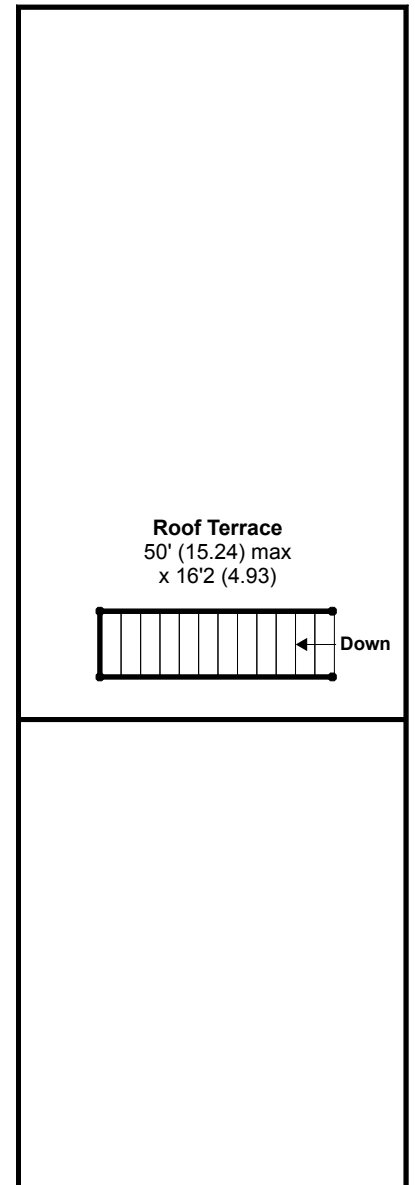 Roof Terrace
50' (15.24) max
x 16'2 (4.93)
Down